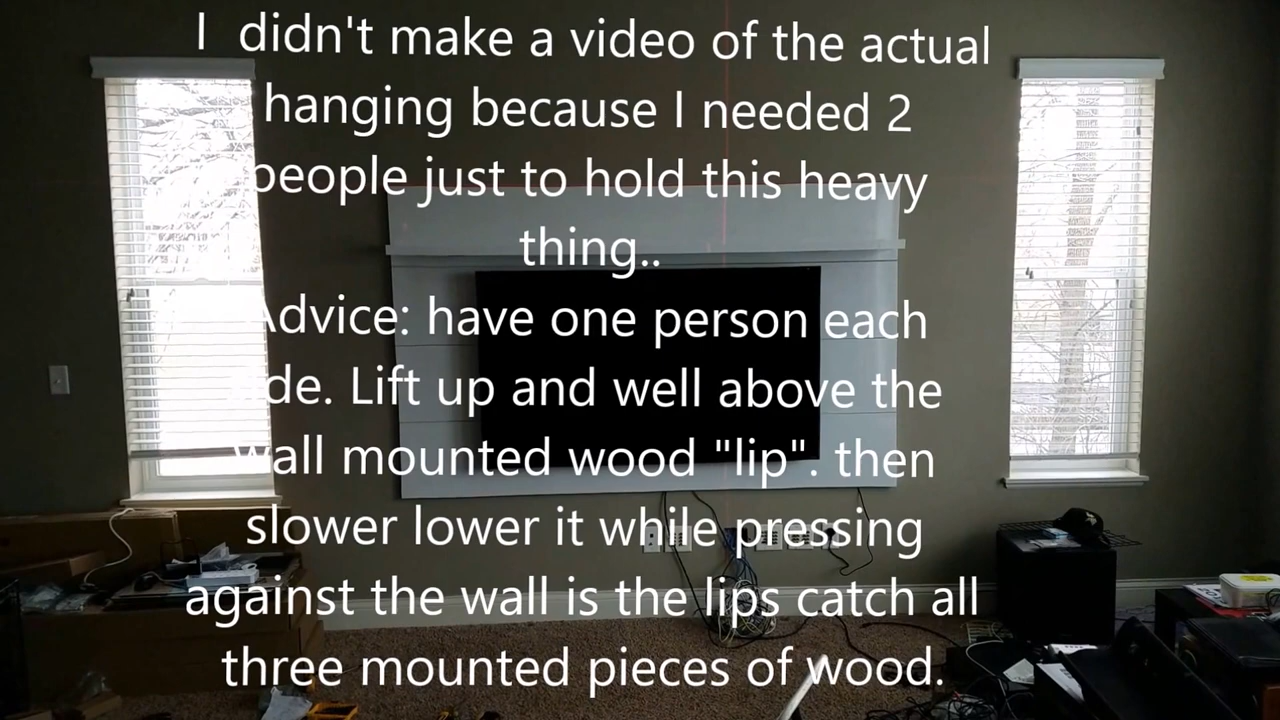 I didn't make a video of the actual
hanging because I needed 2
people just to hold this heavy
thing..
Advice: have one person each
side. Lift up and well above the
wall mounted wood "lip". then
slower lower it while pressing
against the wall is the lips catch all
three mounted pieces of wood.